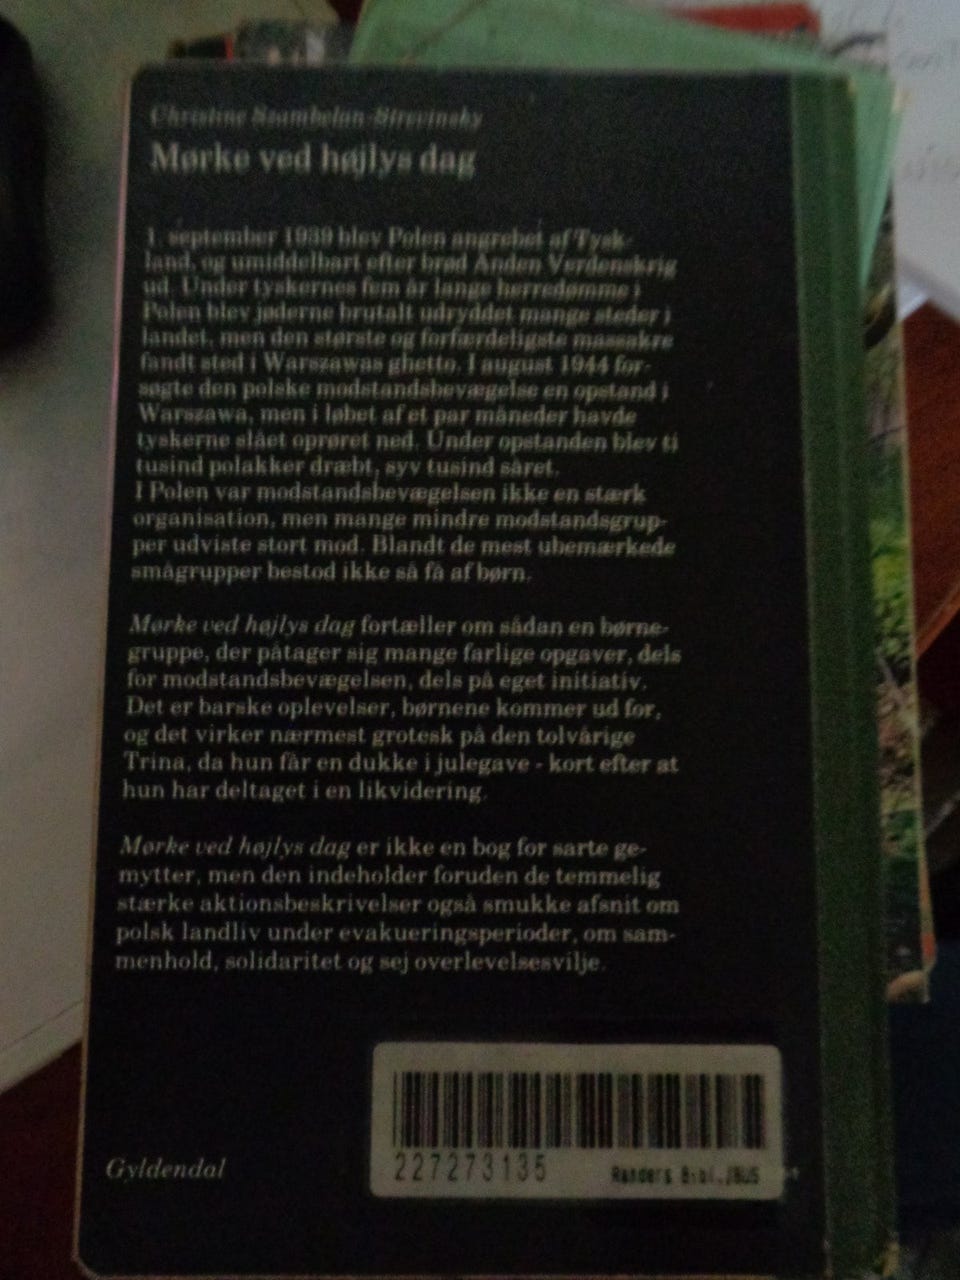 Christine Szambelan-Strevinsky
Mørke ved højlys dag
1. september 1939 blev Polen angrebet af Tysk-
land, og umiddelbart efter brød Anden Verdenskrig
ud. Under tyskernes fem år lange herredømme i
Polen blev jøderne brutalt udryddet mange steder i
landet, men den største og forfærdeligste massakre
fandt sted i Warszawas ghetto. I august 1944 for-
søgte den polske modstandsbevægelse en opstand i
Warszawa, men i løbet af et par måneder havde
tyskerne slået oprøret ned. Under opstanden blev ti
tusind polakker dræbt, syv tusind såret.
I Polen var modstandsbevægelsen ikke en stærk
organisation, men mange mindre modstandsgrup-
per udviste stort mod. Blandt de mest ubemærkede
smågrupper bestod ikke så få af børn.
Mørke ved højlys dag fortæller om sådan en børne-
gruppe, der påtager sig mange farlige opgaver, dels
for modstandsbevægelsen, dels på eget initiativ.
Det er barske oplevelser, børnene kommer ud for,
og det virker nærmest grotesk på den tolvårige
Trina, da hun får en dukke i julegave - kort efter at
hun har deltaget i en likvidering.
Mørke ved højlys dag er ikke en bog for sarte ge-
mytter, men den indeholder foruden de temmelig
stærke aktionsbeskrivelser også smukke afsnit om
polsk landliv under evakueringsperioder, om sam-
menhold, solidaritet og sej overlevelsesvilje.
227273135
Randers Bibl./BUS
Gyldendal